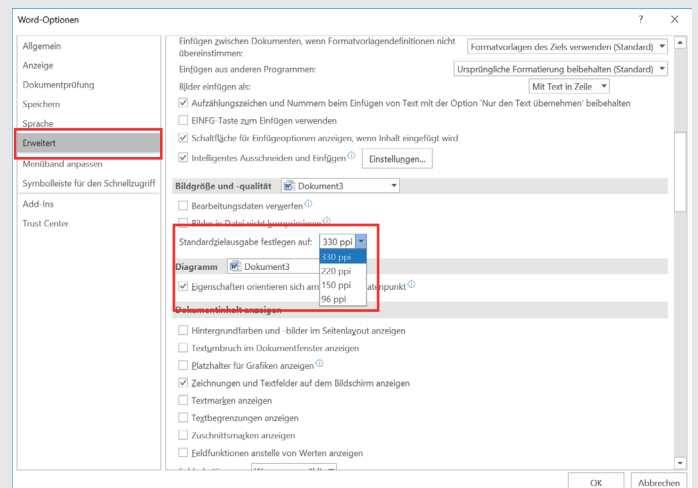 Word-Optionen ? ×
Allgemein
Anzeige
Dokumentprüfung
Speichern
Sprache
Erweitert
Menüband anpassen
Symbolleiste für den Schnellzugriff
Add-Ins
Trust Center
Einfügen zwischen Dokumenten, wenn Formatvorlagendefinitionen nicht
übereinstimmen:
Formatvorlagen des Ziels verwenden (Standard)
Einfügen aus anderen Programmen: Ursprüngliche Formatierung beibehalten (Standard)
Bilder einfügen als: Mit Text in Zeile
Aufzählungszeichen und Nummern beim Einfügen von Text mit der Option 'Nur den Text übernehmen' beibehalten
EINFG-Taste zum Einfügen verwenden
Schaltfläche für Einfügeoptionen anzeigen, wenn Inhalt eingefügt wird
Intelligentes Ausschneiden und Einfügen Einstellungen...
Bildgröße und -qualität Dokument3
Bearbeitungsdaten verwerfen
Bilder in Datei nicht komprimieren
Standardzielausgabe festlegen auf: 330 ppi
330 ppi
220 ppi
150 ppi
96 ppi
Diagramm Dokument3
Eigenschaften orientieren sich am atenpunkt
Dokumentinhalt anzeigen
Hintergrundfarben und -bilder im Seitenlayout anzeigen
Textumbruch im Dokumentfenster anzeigen
Platzhalter für Grafiken anzeigen
Zeichnungen und Textfelder auf dem Bildschirm anzeigen
Textmarken anzeigen
Textbegrenzungen anzeigen
Zuschnittsmarken anzeigen
Feldfunktionen anstelle von Werten anzeigen
OK Abbrechen